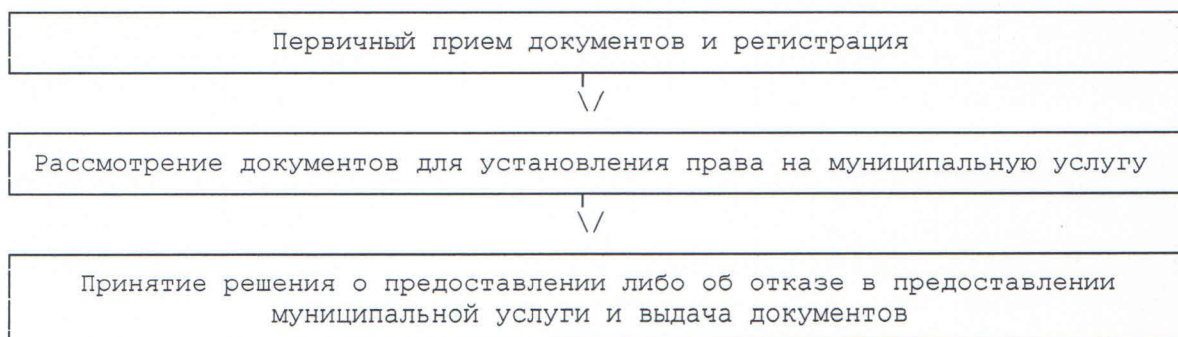 Первичный прием документов и регистрация
\/
Рассмотрение документов для установления права на муниципальную услугу
\/
Принятие решения о предоставлении либо об отказе в предоставлении
муниципальной услуги и выдача документов